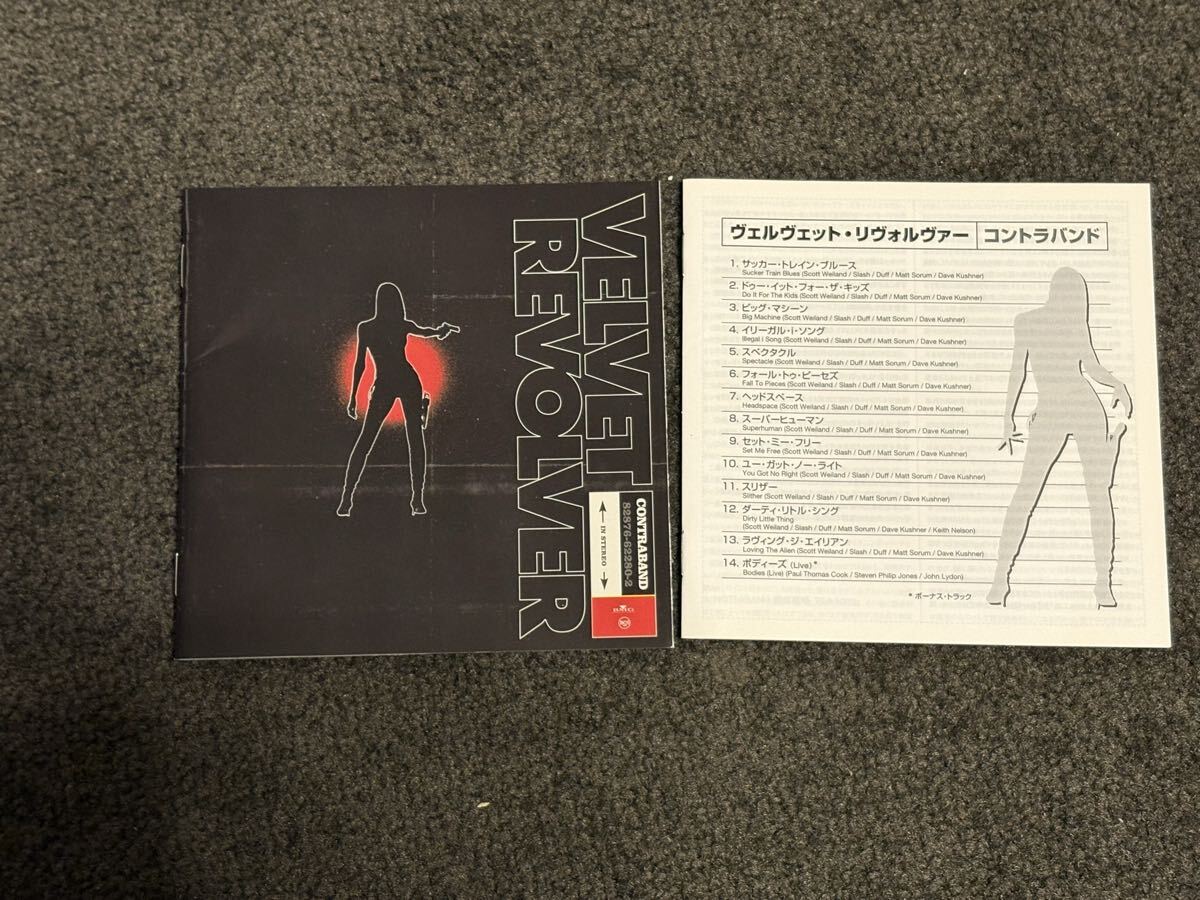 VELVET
REVOLVER
CONTRABAND
82876-62280-2
IN STEREO
BMG
ヴェルヴェット・リヴォルヴァー コントラバンド
1. サッカー・トレイン・ブルース
Sucker Train Blues (Scott Weiland / Slash / Duff / Matt Sorum / Dave Kushner)
2. ドゥー・イット・フォー・ザ・キッズ
Do It For The Kids (Scott Weiland / Slash / Duff / Matt Sorum / Dave Kushner)
3. ビッグ・マシーン
Big Machine (Scott Weiland / Slash / Duff / Matt Sorum / Dave Kushner)
4. イリーガル・i・ソング
Illegal i Song (Scott Weiland / Slash / Duff / Matt Sorum / Dave Kushner)
5. スペクタクル
Spectacle (Scott Weiland / Slash / Duff / Matt Sorum / Dave Kushner)
6. フォール・トゥ・ピーセズ
Fall To Pieces (Scott Weiland / Slash / Duff / Matt Sorum / Dave Kushner)
7. ヘッドスペース
Headspace (Scott Weiland / Slash / Duff / Matt Sorum / Dave Kushner)
8. スーパーヒューマン
Superhuman (Scott Weiland / Slash / Duff / Matt Sorum / Dave Kushner)
9. セット・ミー・フリー
Set Me Free (Scott Weiland / Slash / Duff / Matt Sorum / Dave Kushner)
10. ユー・ガット・ノー・ライト
You Got No Right (Scott Weiland / Slash / Duff / Matt Sorum / Dave Kushner)
11. スリザー
Slither (Scott Weiland / Slash / Duff / Matt Sorum / Dave Kushner)
12. ダーティ・リトル・シング
Dirty Little Thing
(Scott Weiland / Slash / Duff / Matt Sorum / Dave Kushner / Keith Nelson)
13. ラヴィング・ジ・エイリアン
Loving The Alien (Scott Weiland / Slash / Duff / Matt Sorum / Dave Kushner)
14. ボディーズ (Live)*
Bodies (Live) (Paul Thomas Cook / Steven Philip Jones / John Lydon)
* ボーナス・トラック